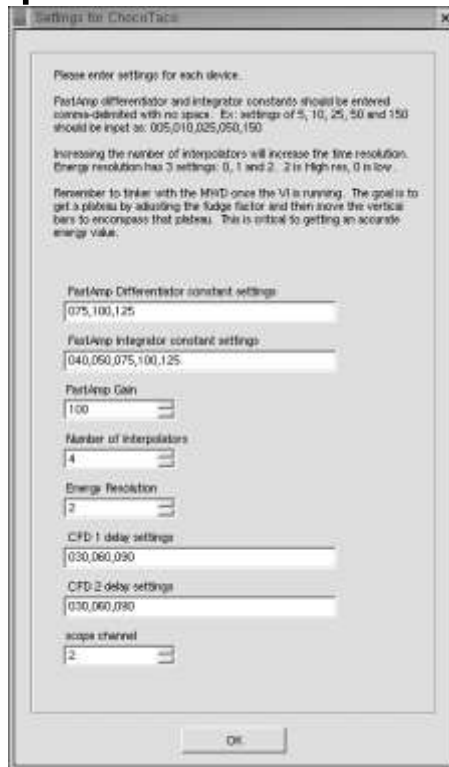 Settings for ChocoTaco
Please enter settings for each device.
FastAmp differentiator and integrator constants should be entered
comma-delimited with no space. Ex: settings of 5, 10, 25, 50 and 150
should be input as: 005,010,025,050,150
Increasing the number of interpolators will increase the time resolution.
Energy resolution has 3 settings: 0, 1 and 2. 2 is High res, 0 is low.
Remember to tinker with the MWD once the VI is running. The goal is to
get a plateau by adjusting the fudge factor and then move the vertical
bars to encompass that plateau. This is critical to getting an accurate
energy value.
FastAmp Differentiator constant settings
075,100,125
FastAmp Integrator constant settings
040,050,075,100,125
FastAmp Gain
100
Number of interpolators
4
Energy Resolution
2
CFD 1 delay settings
030,060,090
CFD 2 delay settings
030,060,090
scope channel
2
OK